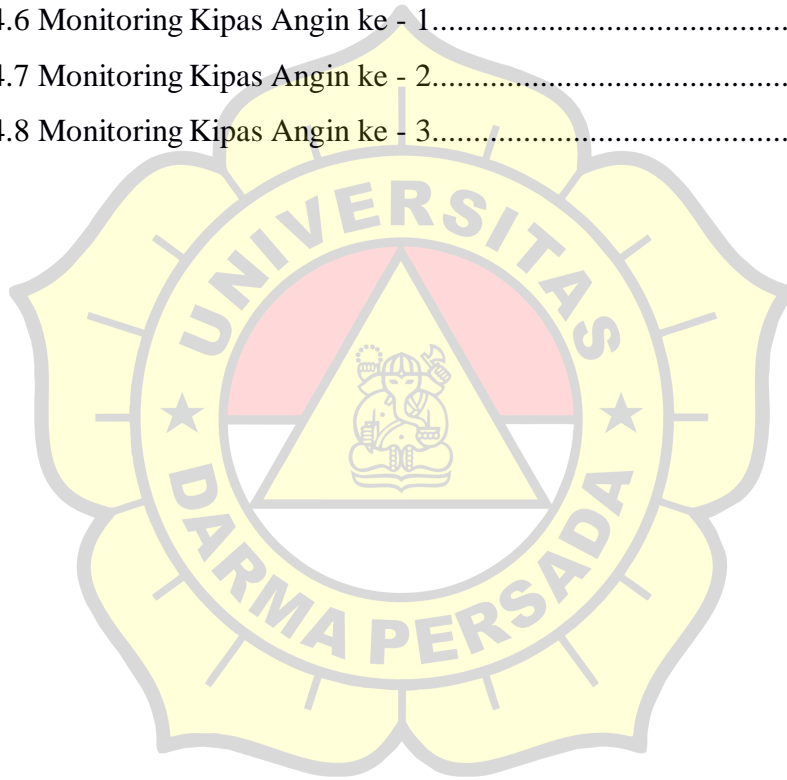 4.6 Monitoring Kipas Angin ke - 1....................................
4.7 Monitoring Kipas Angin ke - 2....................................
4.8 Monitoring Kipas Angin ke - 3....................................
UNIVERSITAS
DARMA PERSADA